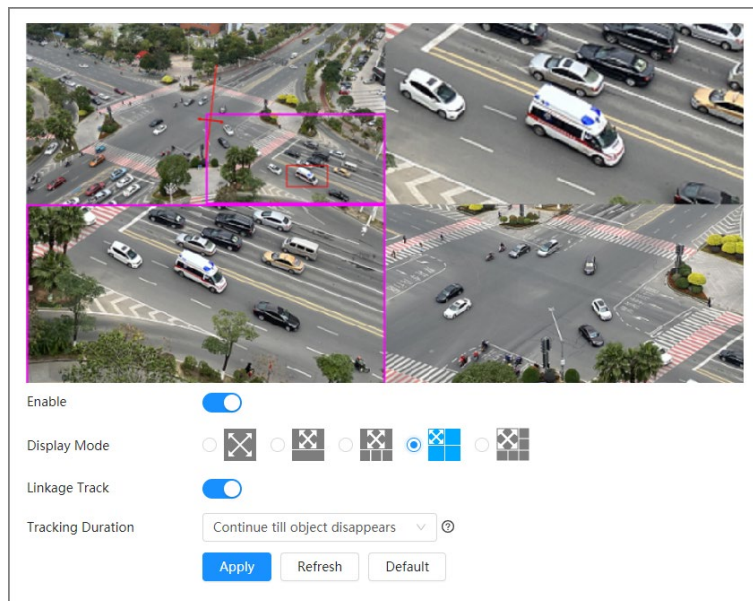 Enable
Display Mode
Linkage Track
Tracking Duration Continue till object disappears
Apply Refresh Default